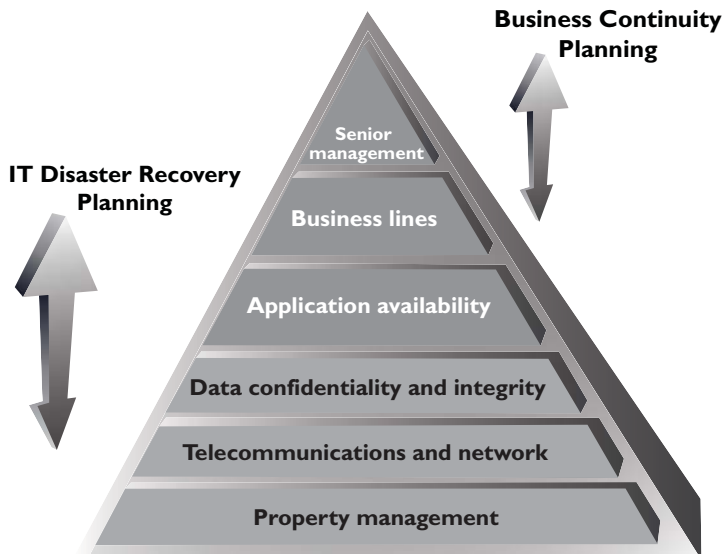 Business Continuity
Planning
IT Disaster Recovery
Planning
Senior
management
Business lines
Application availability
Data confidentiality and integrity
Telecommunications and network
Property management